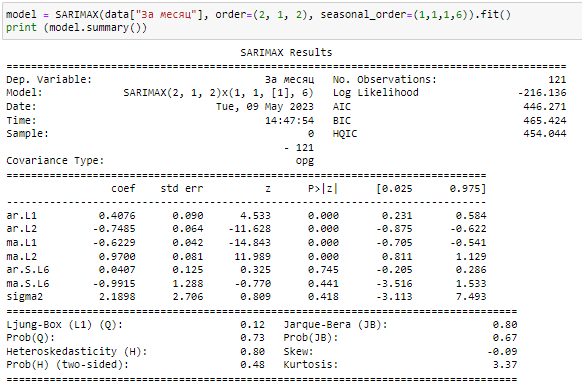 model = SARIMAX(data["За месяц"], order=(2, 1, 2), seasonal_order=(1,1,1,6)).fit()
print (model.summary())
SARIMAX Results
==============================================================================
Dep. Variable: За месяц No. Observations: 121
Model: SARIMAX(2, 1, 2)x(1, 1, [1], 6) Log Likelihood -216.136
Date: Tue, 09 May 2023 AIC 446.271
Time: 14:47:54 BIC 465.424
Sample: 0 HQIC 454.044
- 121
Covariance Type: opg
==============================================================================
coef std err z P>|z| [0.025 0.975]
------------------------------------------------------------------------------
ar.L1 0.4076 0.090 4.533 0.000 0.231 0.584
ar.L2 -0.7485 0.064 -11.628 0.000 -0.875 -0.622
ma.L1 -0.6229 0.042 -14.843 0.000 -0.705 -0.541
ma.L2 0.9700 0.081 11.989 0.000 0.811 1.129
ar.S.L6 0.0407 0.125 0.325 0.745 -0.205 0.286
ma.S.L6 -0.9915 1.288 -0.770 0.441 -3.516 1.533
sigma2 2.1898 2.706 0.809 0.418 -3.113 7.493
==============================================================================
Ljung-Box (L1) (Q): 0.12 Jarque-Bera (JB): 0.80
Prob(Q): 0.73 Prob(JB): 0.67
Heteroskedasticity (H): 0.80 Skew: -0.09
Prob(H) (two-sided): 0.48 Kurtosis: 3.37
==============================================================================